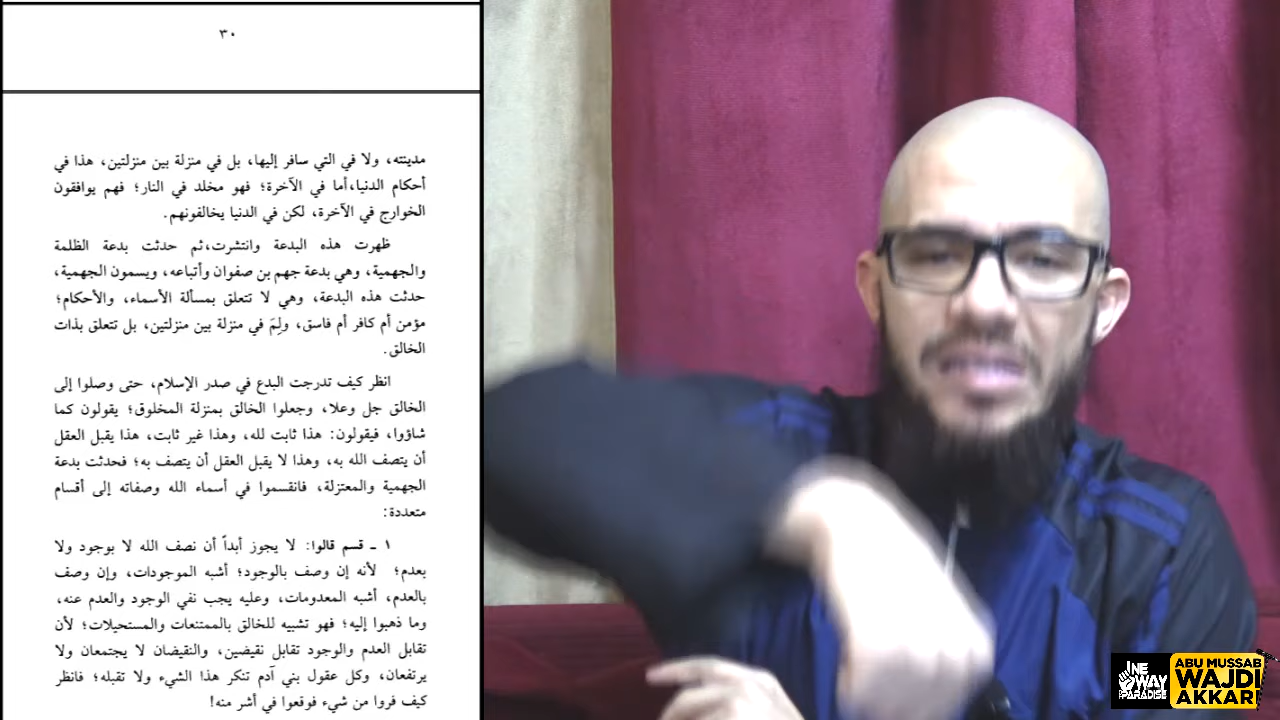 ٣٠
مدينته، ولا في التي سافر إليها، بل في منزلة بين منزلتين، هذا في
أحكام الدنيا،أما في الآخرة؛ فهو مخلد في النار؛ فهم يوافقون
الخوارج في الآخرة، لكن في الدنيا يخالفونهم.
ظهرت هذه البدعة وانتشرت،ثم حدثت بدعة الظلمة
والجهمية، وهي بدعة جهم بن صفوان وأتباعه، ويسمون الجهمية،
حدثت هذه البدعة، وهي لا تتعلق بمسألة الأسماء، والأحكام؛
مؤمن أم كافر أم فاسق، ولِمَ في منزلة بين منزلتين، بل تتعلق بذات
الخالق.
انظر كيف تدرجت البدع في صدر الإسلام، حتى وصلوا إلى
الخالق جل وعلا، وجعلوا الخالق بمنزلة المخلوق؛ يقولون كما
شاؤوا، فيقولون: هذا ثابت لله، وهذا غير ثابت، هذا يقبل العقل
أن يتصف الله به، وهذا لا يقبل العقل أن يتصف به؛ فحدثت بدعة
الجهمية والمعتزلة، فانقسموا في أسماء الله وصفاته إلى أقسام
متعددة:
١ ـ قسم قالوا: لا يجوز أبداً أن نصف الله لا بوجود ولا
بعدم؛ لأنه إن وصف بالوجود؛ أشبه الموجودات، وإن وصف
بالعدم، أشبه المعدومات، وعليه يجب نفي الوجود والعدم عنه،
وما ذهبوا إليه؛ فهو تشبيه للخالق بالممتنعات والمستحيلات؛ لأن
تقابل العدم والوجود تقابل نقيضين، والنقيضان لا يجتمعان ولا
يرتفعان، وكل عقول بني آدم تنكر هذا الشيء ولا تقبله؛ فانظر
كيف فروا من شيء فوقعوا في أشر منه!
ONE WAY
PARADISE
ABU MUSSAB
WAJDI
AKKARI